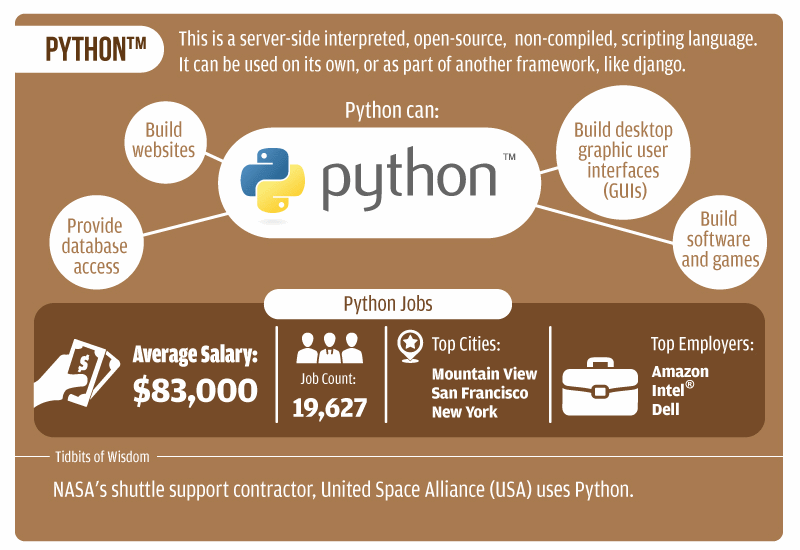 PYTHON™
This is a server-side interpreted, open-source, non-compiled, scripting language.
It can be used on its own, or as part of another framework, like django.
Python can:
Build
websites
Provide
database
access
python™
Build desktop
graphic user
interfaces
(GUIs)
Build
software
and games
Python Jobs
$
Average Salary:
$83,000
Job Count:
19,627
Top Cities:
Mountain View
San Francisco
New York
Top Employers:
Amazon
Intel®
Dell
Tidbits of Wisdom
NASA's shuttle support contractor, United Space Alliance (USA) uses Python.